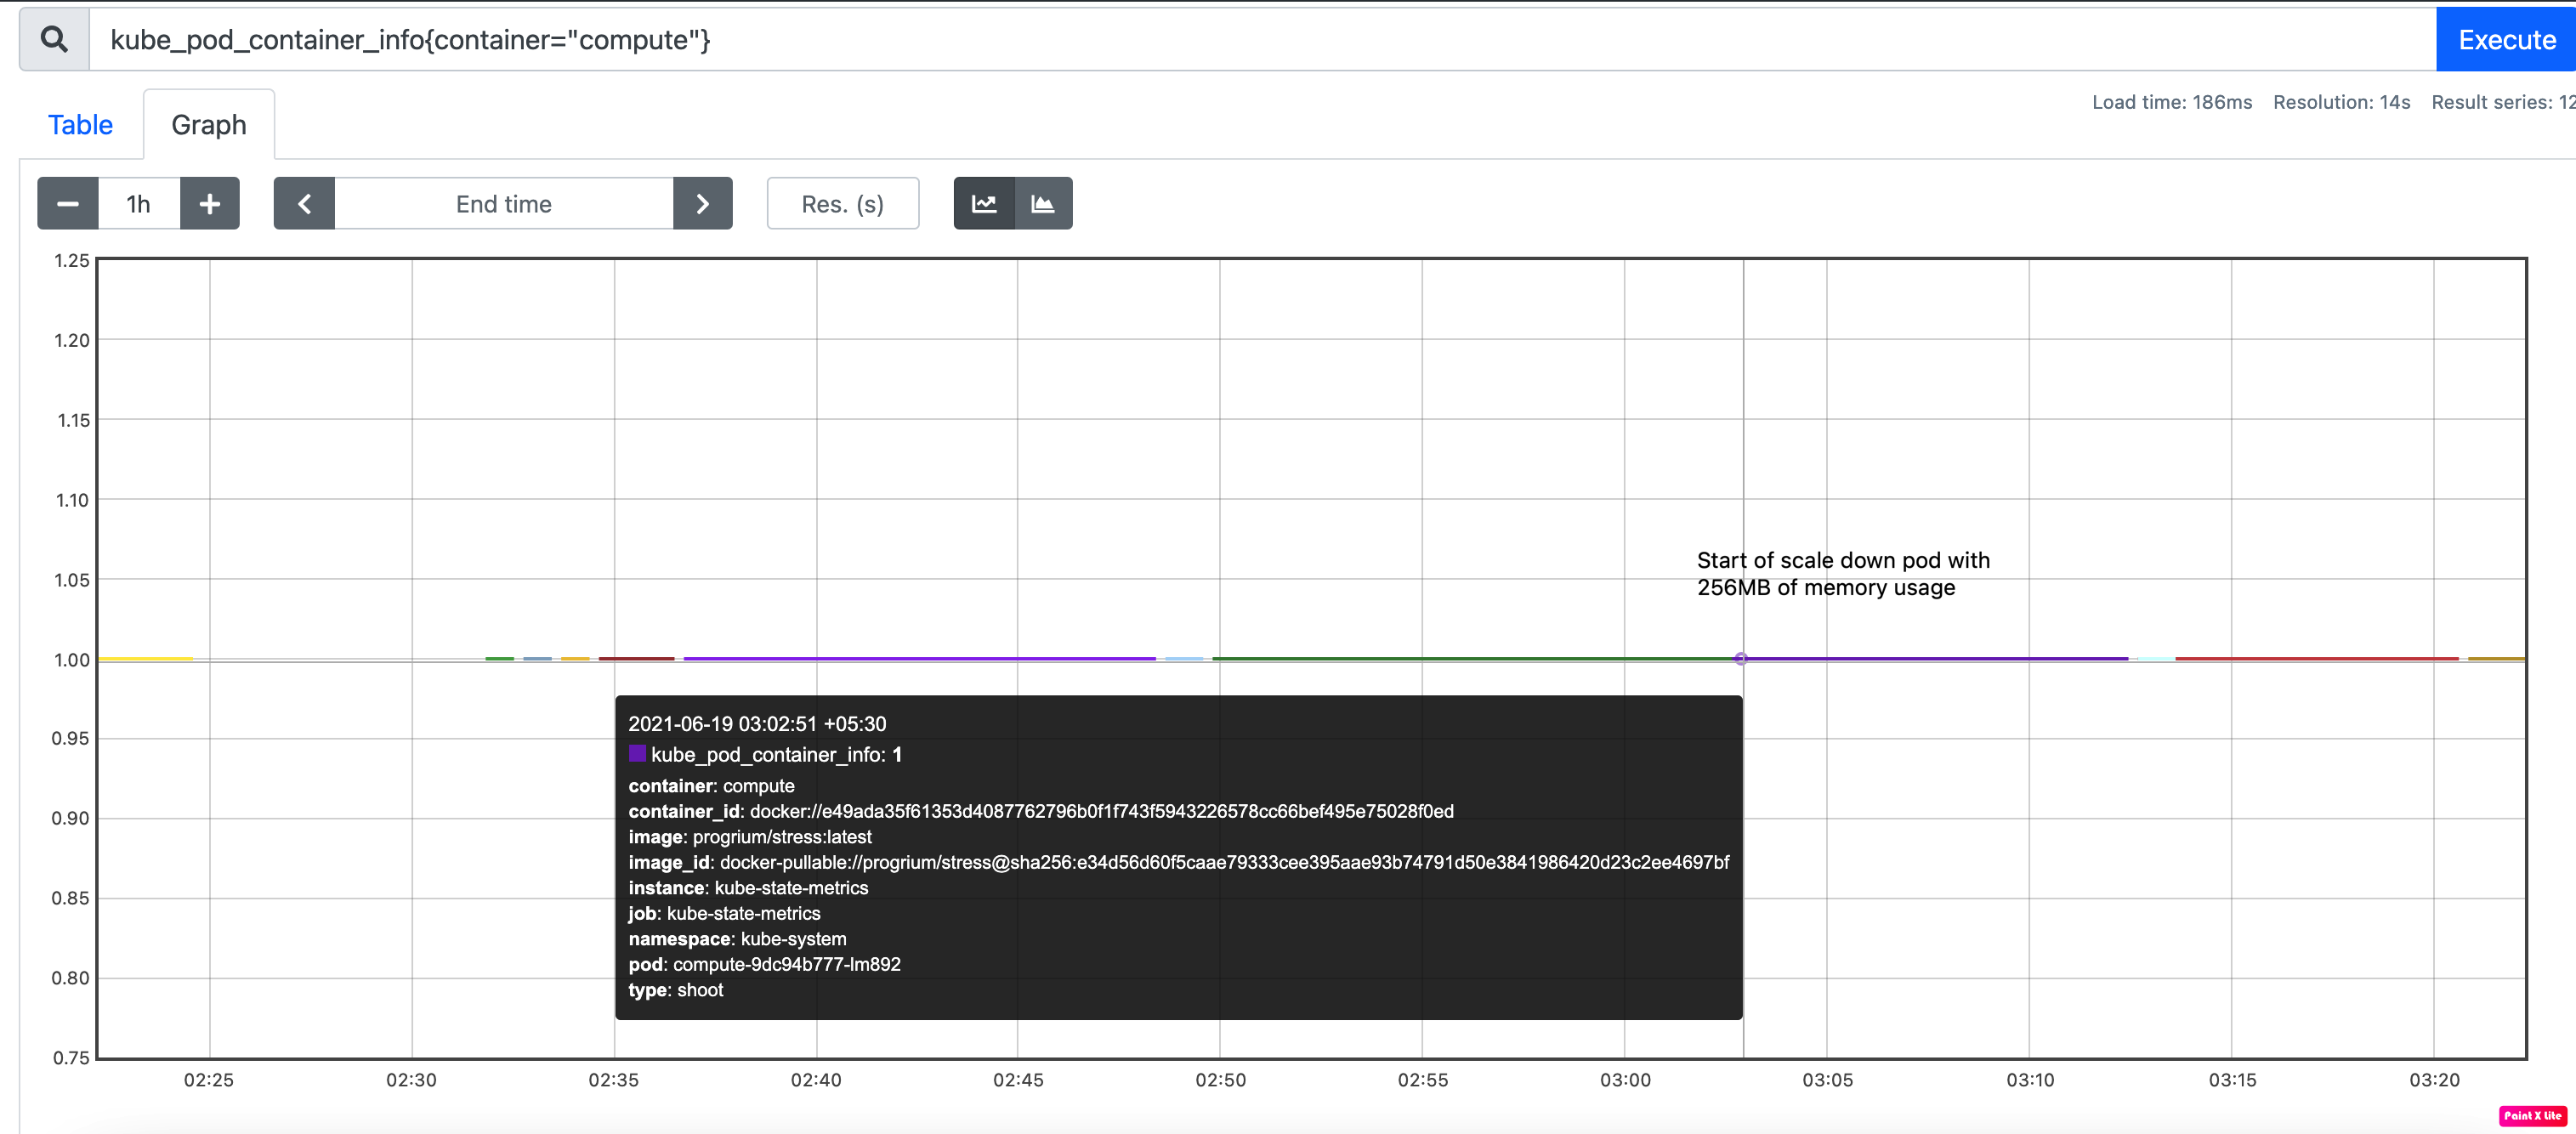 kube_pod_container_info{container="compute"}
Execute
Load time: 186ms Resolution: 14s Result series: 12
Table
Graph
1h
End time
Res. (s)
1.25
1.20
1.15
1.10
1.05
1.00
0.95
0.90
0.85
0.80
0.75
Start of scale down pod with
256MB of memory usage
2021-06-19 03:02:51 +05:30
kube_pod_container_info: 1
container: compute
container_id: docker://e49ada35f61353d4087762796b0f1f743f5943226578cc66bef495e75028f0ed
image: progrium/stress:latest
image_id: docker-pullable://progrium/stress@sha256:e34d56d60f5caae79333cee395aae93b74791d50e3841986420d23c2ee4697bf
instance: kube-state-metrics
job: kube-state-metrics
namespace: kube-system
pod: compute-9dc94b777-lm892
type: shoot
02:25 02:30 02:35 02:40 02:45 02:50 02:55 03:00 03:05 03:10 03:15 03:20
Paint X Lite